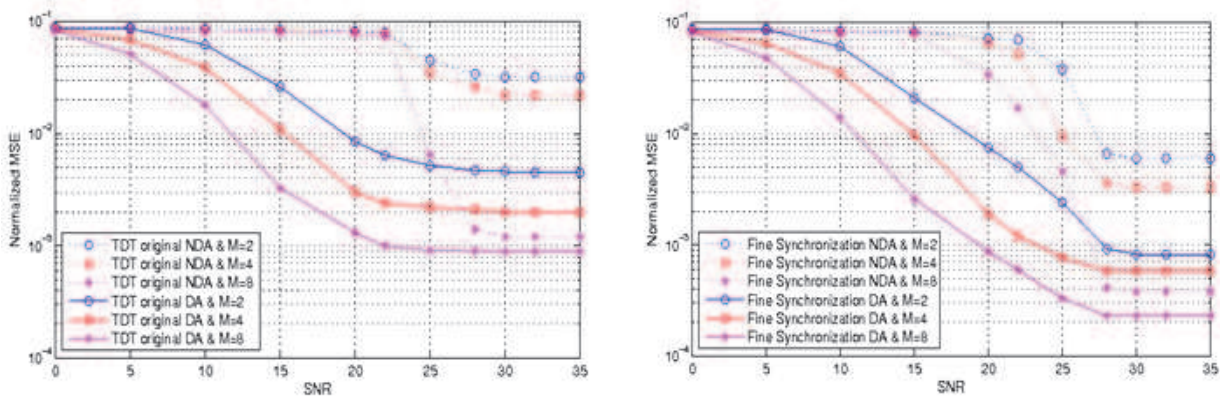 10⁻¹
10⁻²
10⁻³
10⁻⁴
Normalized MSE
TDT original NDA & M=2
TDT original NDA & M=4
TDT original NDA & M=8
TDT original DA & M=2
TDT original DA & M=4
TDT original DA & M=8
0 5 10 15 20 25 30 35
SNR
10⁻¹
10⁻²
10⁻³
10⁻⁴
Normalized MSE
Fine Synchronization NDA & M=2
Fine Synchronization NDA & M=4
Fine Synchronization NDA & M=8
Fine Synchronization DA & M=2
Fine Synchronization DA & M=4
Fine Synchronization DA & M=8
0 5 10 15 20 25 30 35
SNR